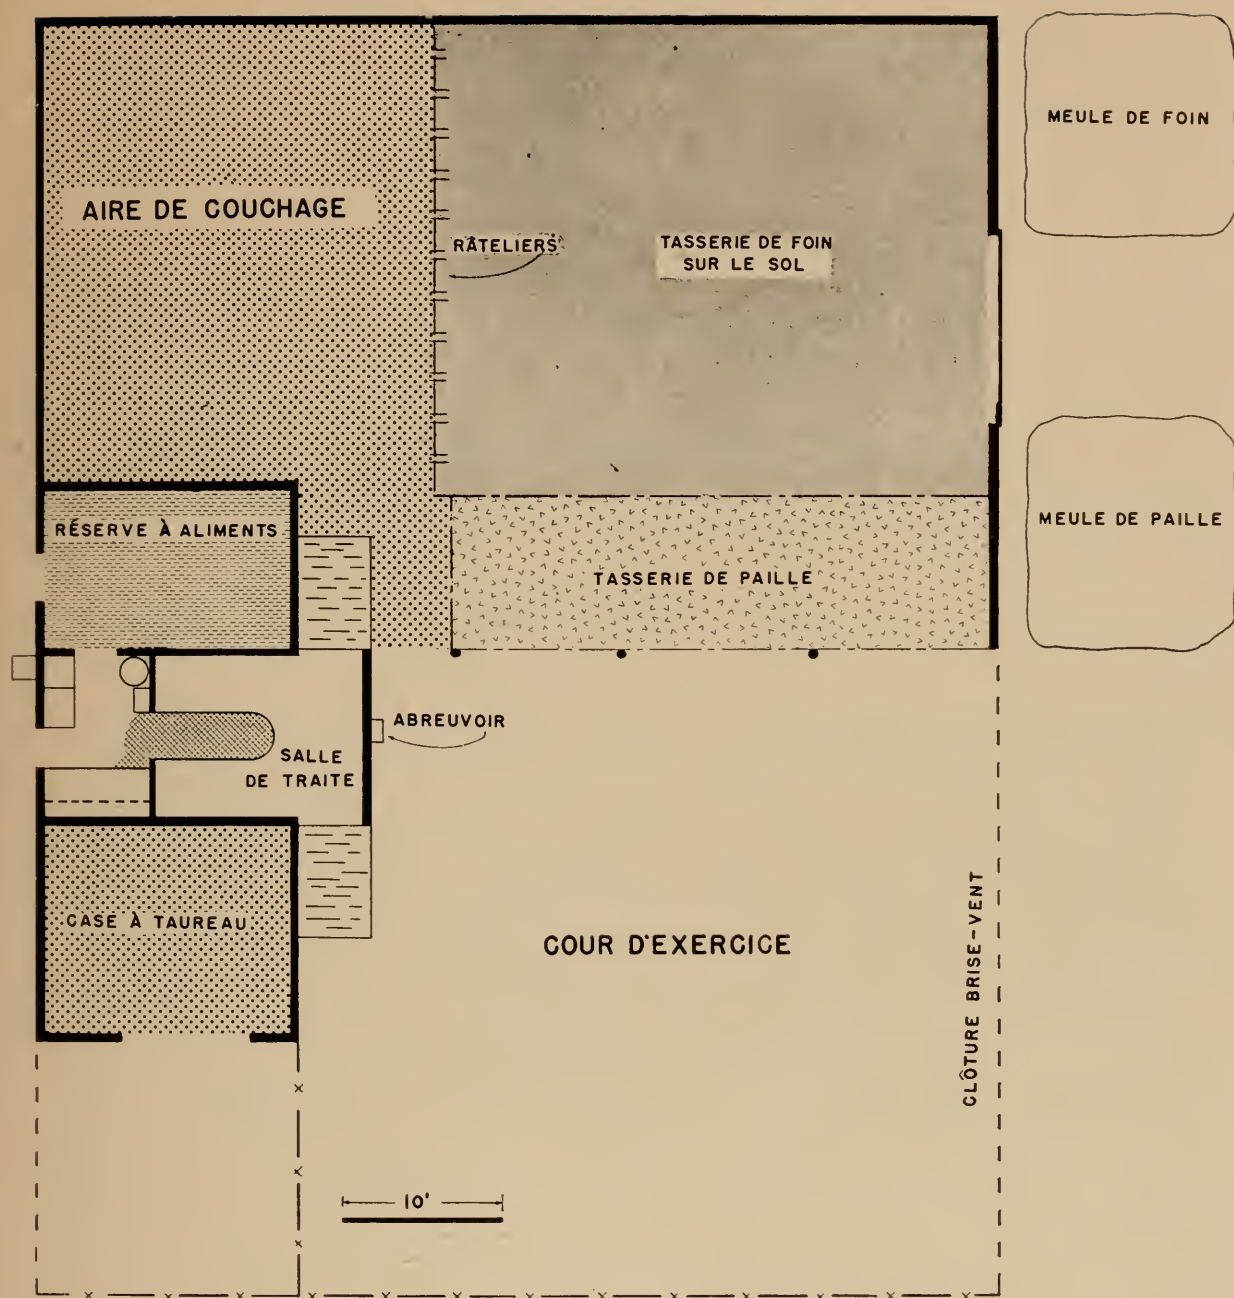 MEULE DE FOIN
AIRE DE COUCHAGE
RÂTELIERS
TASSERIE DE FOIN
SUR LE SOL
RÉSERVE À ALIMENTS
MEULE DE PAILLE
TASSERIE DE PAILLE
ABREUVOIR
SALLE
DE TRAITE
CASE À TAUREAU
COUR D'EXERCICE
CLÔTURE BRISE-VENT
10'